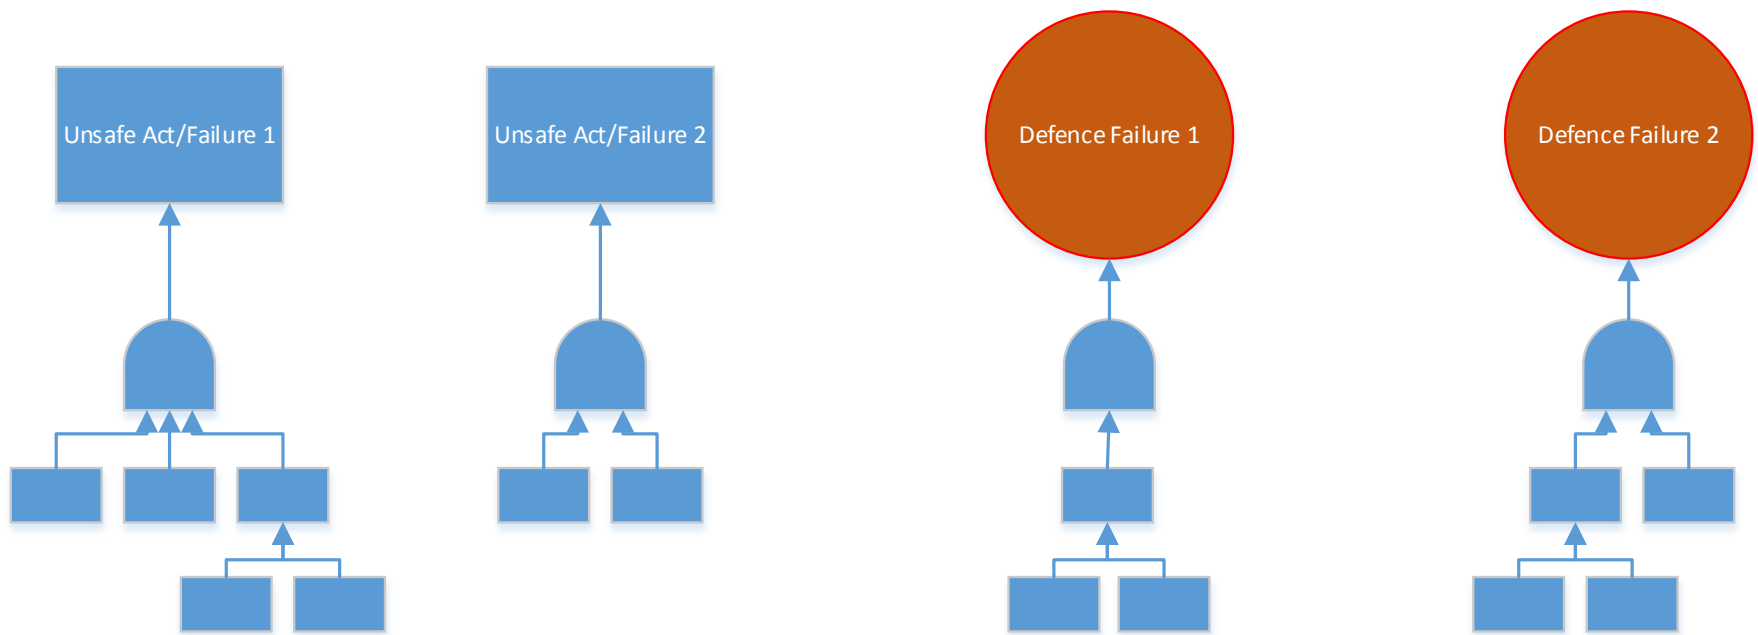 Unsafe Act/Failure 1
Unsafe Act/Failure 2
Defence Failure 1
Defence Failure 2